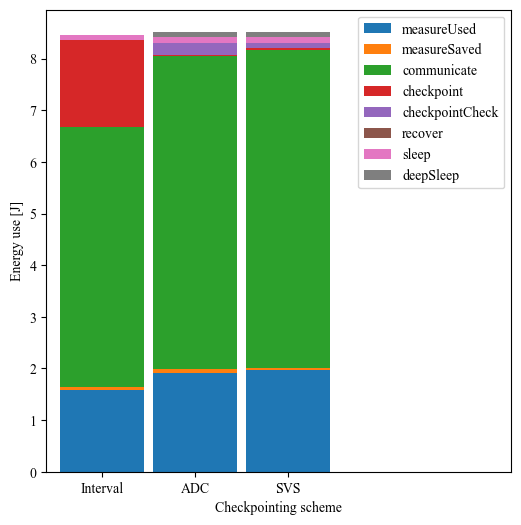 measureUsed
measureSaved
communicate
checkpoint
checkpointCheck
recover
sleep
deepSleep
Energy use [J]
8
7
6
5
4
3
2
1
0
Interval
ADC
SVS
Checkpointing scheme